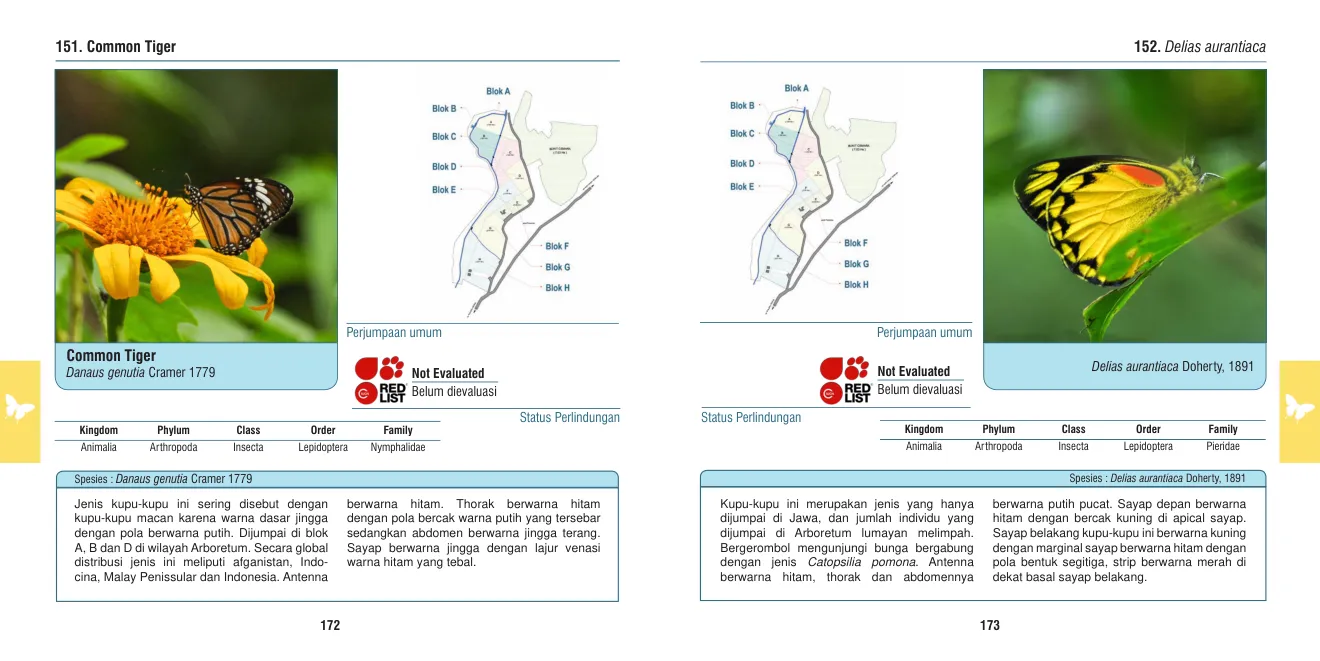 151. Common Tiger
Blok A
Blok B
Blok C
Blok D
Blok E
Blok F
Blok G
Blok H
Perjumpaan umum
Common Tiger
Danaus genutia Cramer 1779
RED
LIST
Not Evaluated
Belum dievaluasi
Status Perlindungan
Kingdom Phylum Class Order Family
Animalia Arthropoda Insecta Lepidoptera Nymphalidae
Spesies : Danaus genutia Cramer 1779
Jenis kupu-kupu ini sering disebut dengan
kupu-kupu macan karena warna dasar jingga
dengan pola berwarna putih. Dijumpai di blok
A, B dan D di wilayah Arboretum. Secara global
distribusi jenis ini meliputi afganistan, Indo-
cina, Malay Penissular dan Indonesia. Antenna
berwarna hitam. Thorak berwarna hitam
dengan pola bercak warna putih yang tersebar
sedangkan abdomen berwarna jingga terang.
Sayap berwarna jingga dengan lajur venasi
warna hitam yang tebal.
172
152. Delias aurantiaca
Blok A
Blok B
Blok C
Blok D
Blok E
Blok F
Blok G
Blok H
Perjumpaan umum
Delias aurantiaca Doherty, 1891
RED
LIST
Not Evaluated
Belum dievaluasi
Status Perlindungan
Kingdom Phylum Class Order Family
Animalia Arthropoda Insecta Lepidoptera Pieridae
Spesies : Delias aurantiaca Doherty, 1891
Kupu-kupu ini merupakan jenis yang hanya
dijumpai di Jawa, dan jumlah individu yang
dijumpai di Arboretum lumayan melimpah.
Bergerombol mengunjungi bunga bergabung
dengan jenis Catopsilia pomona. Antenna
berwarna hitam, thorak dan abdomennya
berwarna putih pucat. Sayap depan berwarna
hitam dengan bercak kuning di apical sayap.
Sayap belakang kupu-kupu ini berwarna kuning
dengan marginal sayap berwarna hitam dengan
pola bentuk segitiga, strip berwarna merah di
dekat basal sayap belakang.
173